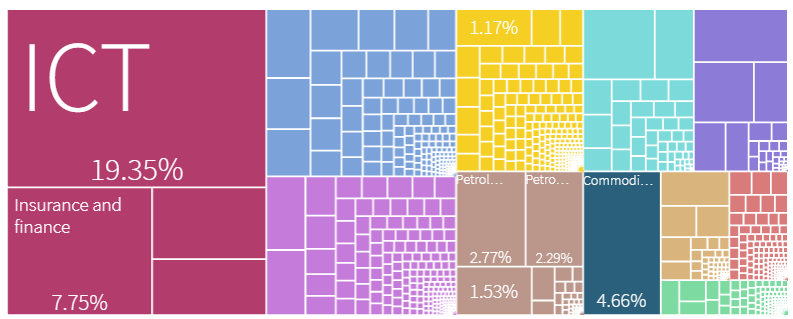 ICT
19.35%
Insurance and
finance
7.75%
1.17%
Petrol…
2.77%
Petro…
2.29%
1.53%
Commodi…
4.66%